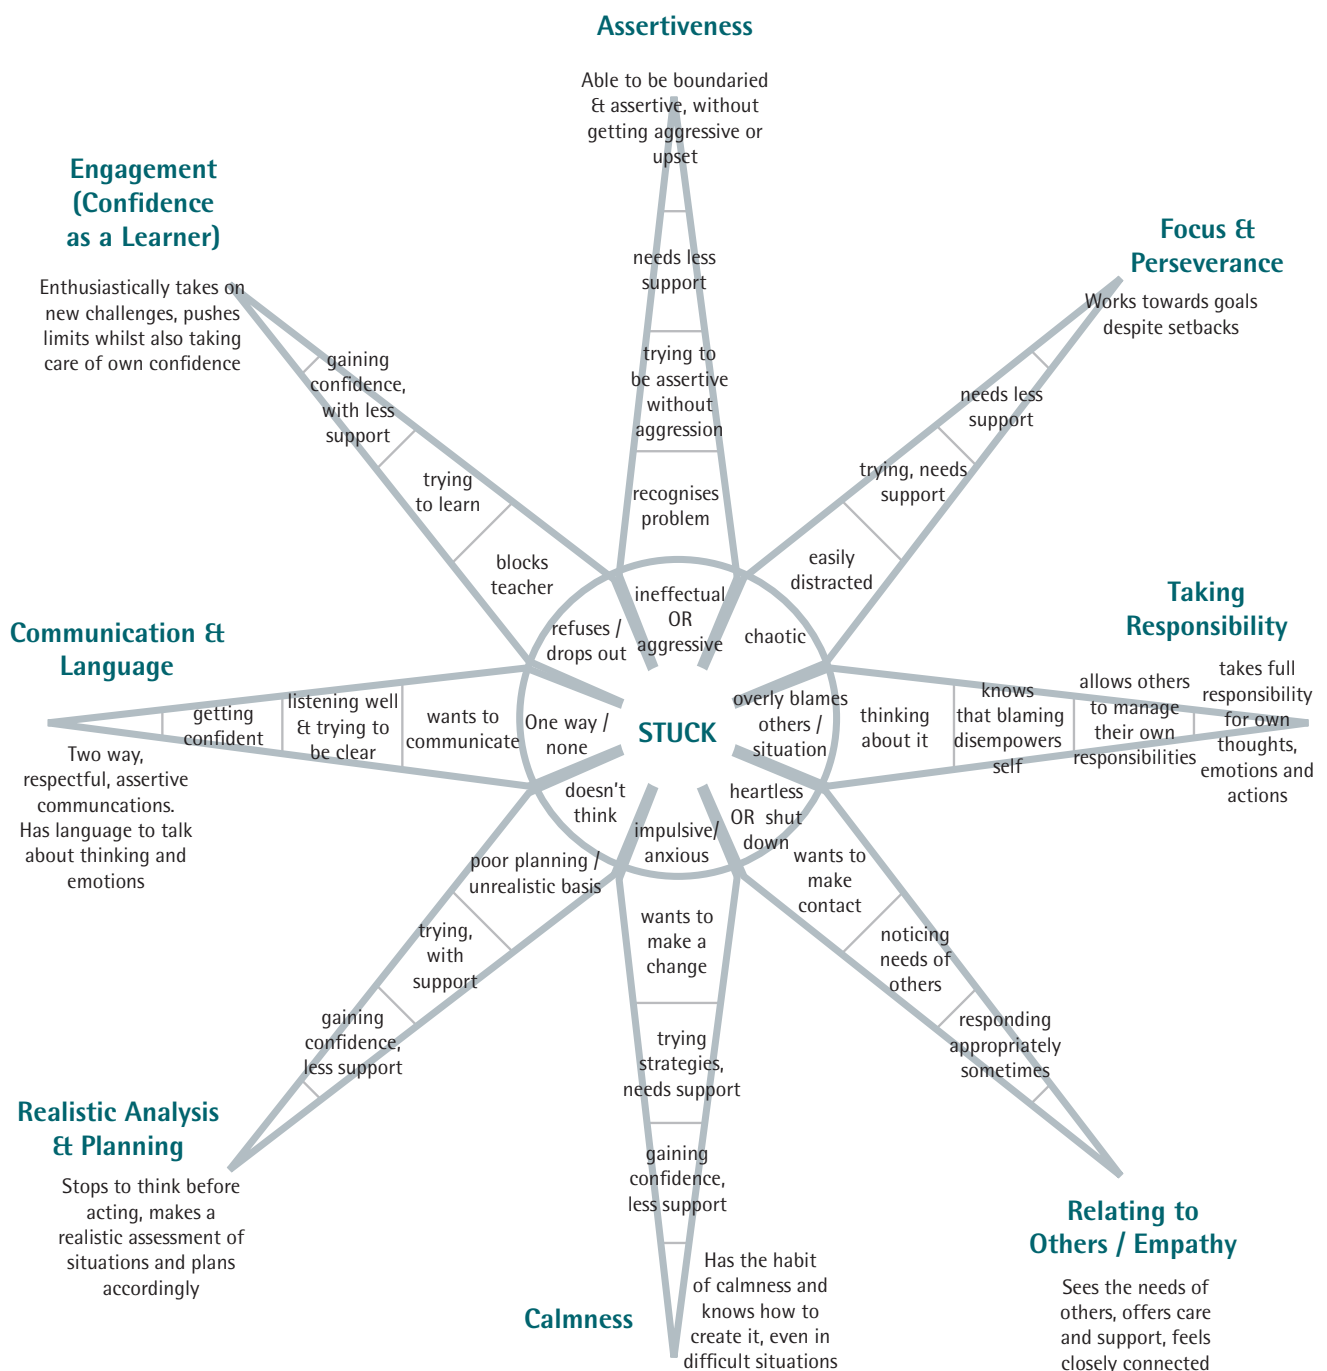 Assertiveness
Able to be boundaried
& assertive, without
getting aggressive or
upset
needs less
support
trying to
be assertive
without
aggression
recognises
problem
ineffectual
OR
aggressive
Focus &
Perseverance
Works towards goals
despite setbacks
needs less
support
trying, needs
support
easily
distracted
chaotic
Taking
Responsibility
takes full
responsibility
for own
thoughts,
emotions and
actions
allows others
to manage
their own
responsibilities
knows
that blaming
disempowers
self
thinking
about it
overly blames
others /
situation
Relating to
Others / Empathy
Sees the needs of
others, offers care
and support, feels
closely connected
responding
appropriately
sometimes
noticing
needs of
others
wants to
make
contact
heartless
OR shut
down
Calmness
Has the habit
of calmness and
knows how to
create it, even in
difficult situations
gaining
confidence,
less support
trying
strategies,
needs support
wants to
make a
change
impulsive/
anxious
Realistic Analysis
& Planning
Stops to think before
acting, makes a
realistic assessment of
situations and plans
accordingly
gaining
confidence,
less support
trying,
with
support
poor planning /
unrealistic basis
doesn't
think
Communication &
Language
Two way,
respectful, assertive
communcations.
Has language to talk
about thinking and
emotions
getting
confident
listening well
& trying to
be clear
wants to
communicate
One way /
none
Engagement
(Confidence
as a Learner)
Enthusiastically takes on
new challenges, pushes
limits whilst also taking
care of own confidence
gaining
confidence,
with less
support
trying
to learn
blocks
teacher
refuses /
drops out
STUCK